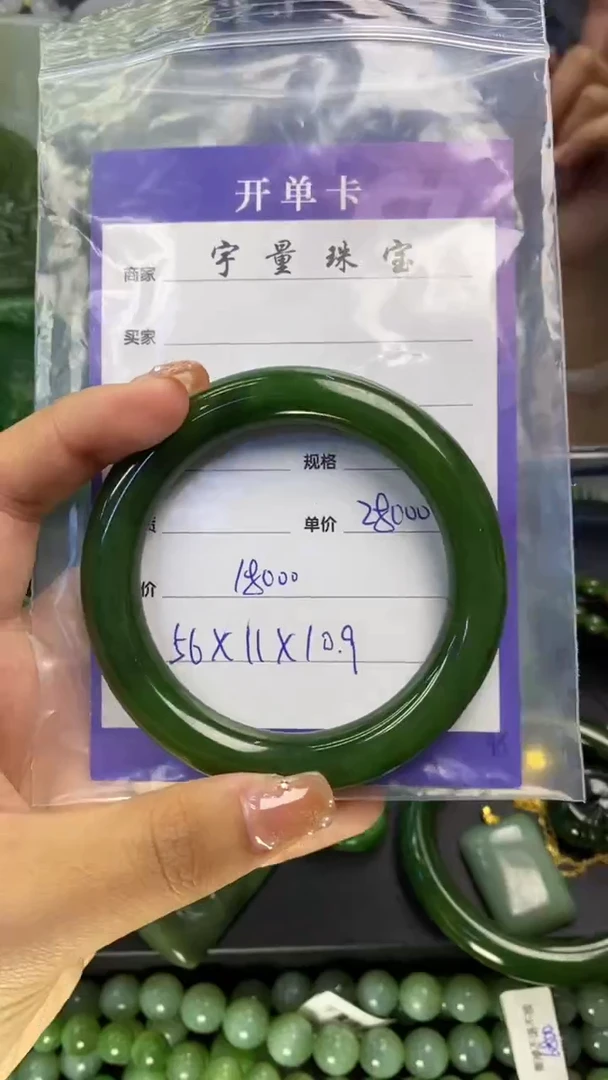 开单卡
商家 宇量珠宝
买家
规格
单价 28000
价 18000
56X11X10.9